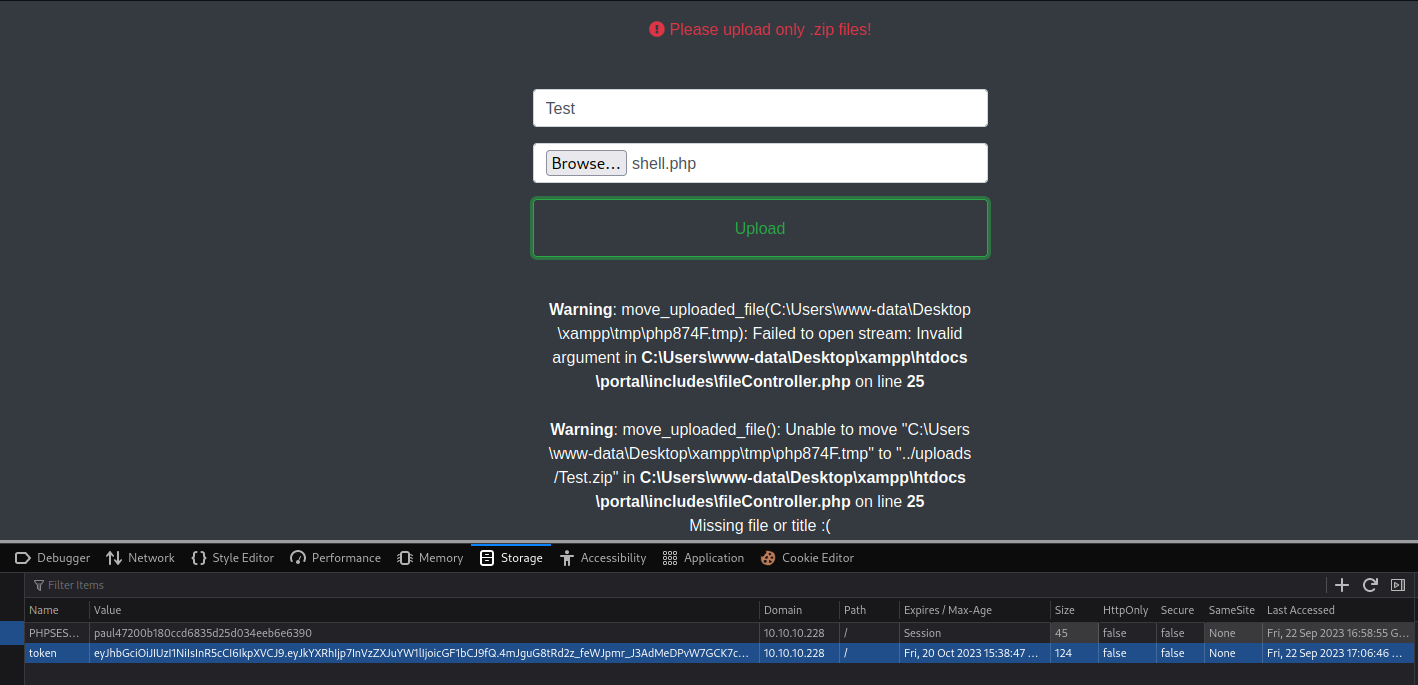 Please upload only .zip files!
Test
Browse... shell.php
Upload
Warning: move_uploaded_file(C:\Users\www-data\Desktop
\xampp\tmp\php874F.tmp): Failed to open stream: Invalid
argument in C:\Users\www-data\Desktop\xampp\htdocs
\portal\includes\fileController.php on line 25
Warning: move_uploaded_file(): Unable to move "C:\Users
\www-data\Desktop\xampp\tmp\php874F.tmp" to "../uploads
/Test.zip" in C:\Users\www-data\Desktop\xampp\htdocs
\portal\includes\fileController.php on line 25
Missing file or title :(
Debugger Network Style Editor Performance Memory Storage Accessibility Application Cookie Editor
Filter Items
Name Value Domain Path Expires / Max-Age Size HttpOnly Secure SameSite Last Accessed
PHPSES... paul47200b180ccd6835d25d034eeb6e6390 10.10.10.228 / Session 45 false false None Fri, 22 Sep 2023 16:58:55 G...
token eyJhbGciOiJIUzI1NiIsInR5cCI6IkpXVCJ9.eyJkYXRhIjp7InVzZXJuYW1lIjoicGF1bCJ9fQ.4mJguG8tRd2z_feWJpmr_J3AdMeDPvW7GCK7c... 10.10.10.228 / Fri, 20 Oct 2023 15:38:47 ... 124 false false None Fri, 22 Sep 2023 17:06:46 ...